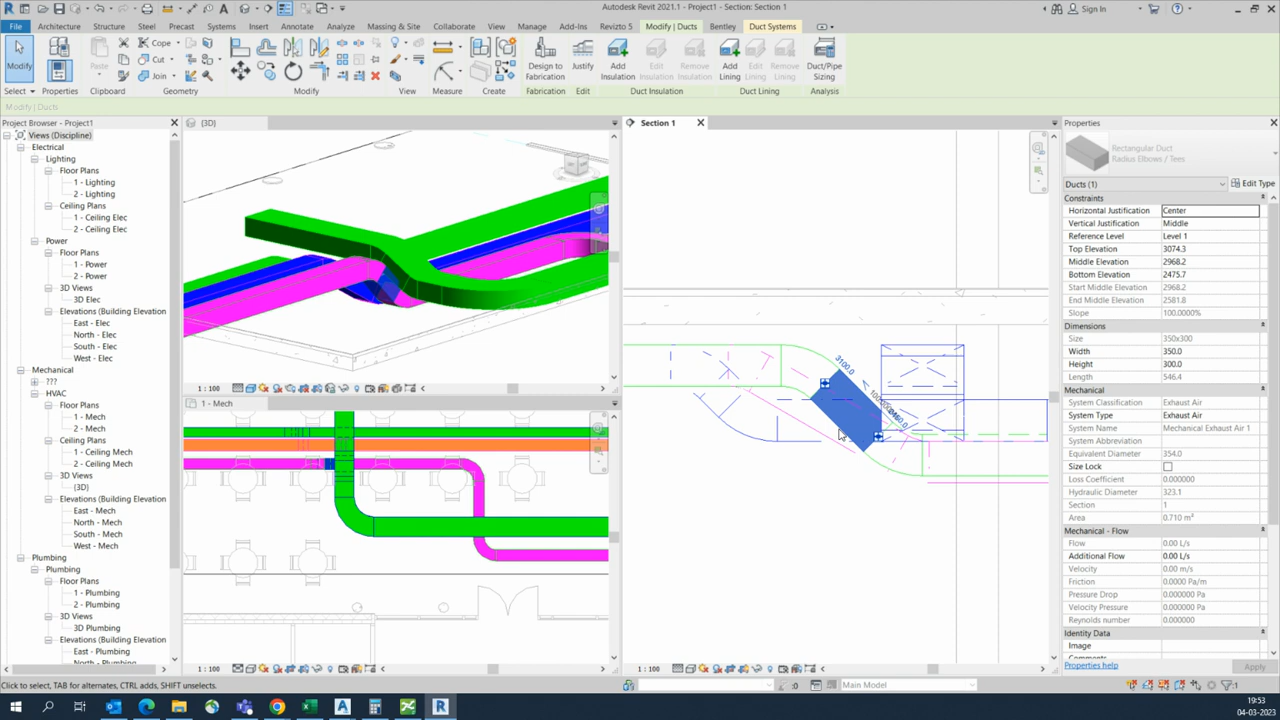 Autodesk Revit 2021.1 - Project1 - Section: Section 1
Sign In
File Architecture Structure Steel Precast Systems Insert Annotate Analyze Massing & Site Collaborate View Manage Add-Ins Revizto 5 Modify | Ducts Bentley Duct Systems
Modify
Paste
Cope
Cut
Join
Design to Fabrication
Justify
Add Insulation
Edit Insulation
Remove Insulation
Add Lining
Edit Lining
Remove Lining
Duct/Pipe Sizing
Select Properties Clipboard Geometry Modify View Measure Create Fabrication Edit Duct Insulation Duct Lining Analysis
Modify | Ducts
Project Browser - Project1
Views (Discipline)
Electrical
Lighting
Floor Plans
1 - Lighting
2 - Lighting
Ceiling Plans
1 - Ceiling Elec
2 - Ceiling Elec
Power
Floor Plans
1 - Power
2 - Power
3D Views
3D Elec
Elevations (Building Elevation
East - Elec
North - Elec
South - Elec
West - Elec
Mechanical
???
HVAC
Floor Plans
1 - Mech
2 - Mech
Ceiling Plans
1 - Ceiling Mech
2 - Ceiling Mech
3D Views
{3D}
Elevations (Building Elevation
East - Mech
North - Mech
South - Mech
West - Mech
Plumbing
Plumbing
Floor Plans
1 - Plumbing
2 - Plumbing
3D Views
3D Plumbing
Elevations (Building Elevation
East - Plumbing
North - Plumbing
{3D}
1 : 100
1 - Mech
1 : 100
Section 1
3100.0
1 : 100
Properties
Rectangular Duct
Radius Elbows / Tees
Ducts (1)
Edit Type
Constraints
Horizontal Justification Center
Vertical Justification Middle
Reference Level Level 1
Top Elevation 3074.3
Middle Elevation 2968.2
Bottom Elevation 2475.7
Start Middle Elevation 2968.2
End Middle Elevation 2581.8
Slope 100.0000%
Dimensions
Size 350x300
Width 350.0
Height 300.0
Length 546.4
Mechanical
System Classification Exhaust Air
System Type Exhaust Air
System Name Mechanical Exhaust Air 1
System Abbreviation
Equivalent Diameter 354.0
Size Lock
Loss Coefficient 0.000000
Hydraulic Diameter 323.1
Section 1
Area 0.710 m²
Mechanical - Flow
Flow 0.00 L/s
Additional Flow 0.00 L/s
Velocity 0.00 m/s
Friction 0.0000 Pa/m
Pressure Drop 0.000000 Pa
Velocity Pressure 0.000000 Pa
Reynolds number 0.000000
Identity Data
Image
Properties help
Apply
Click to select, TAB for alternates, CTRL adds, SHIFT unselects.
:0
Main Model
:1
19:53
04-03-2023